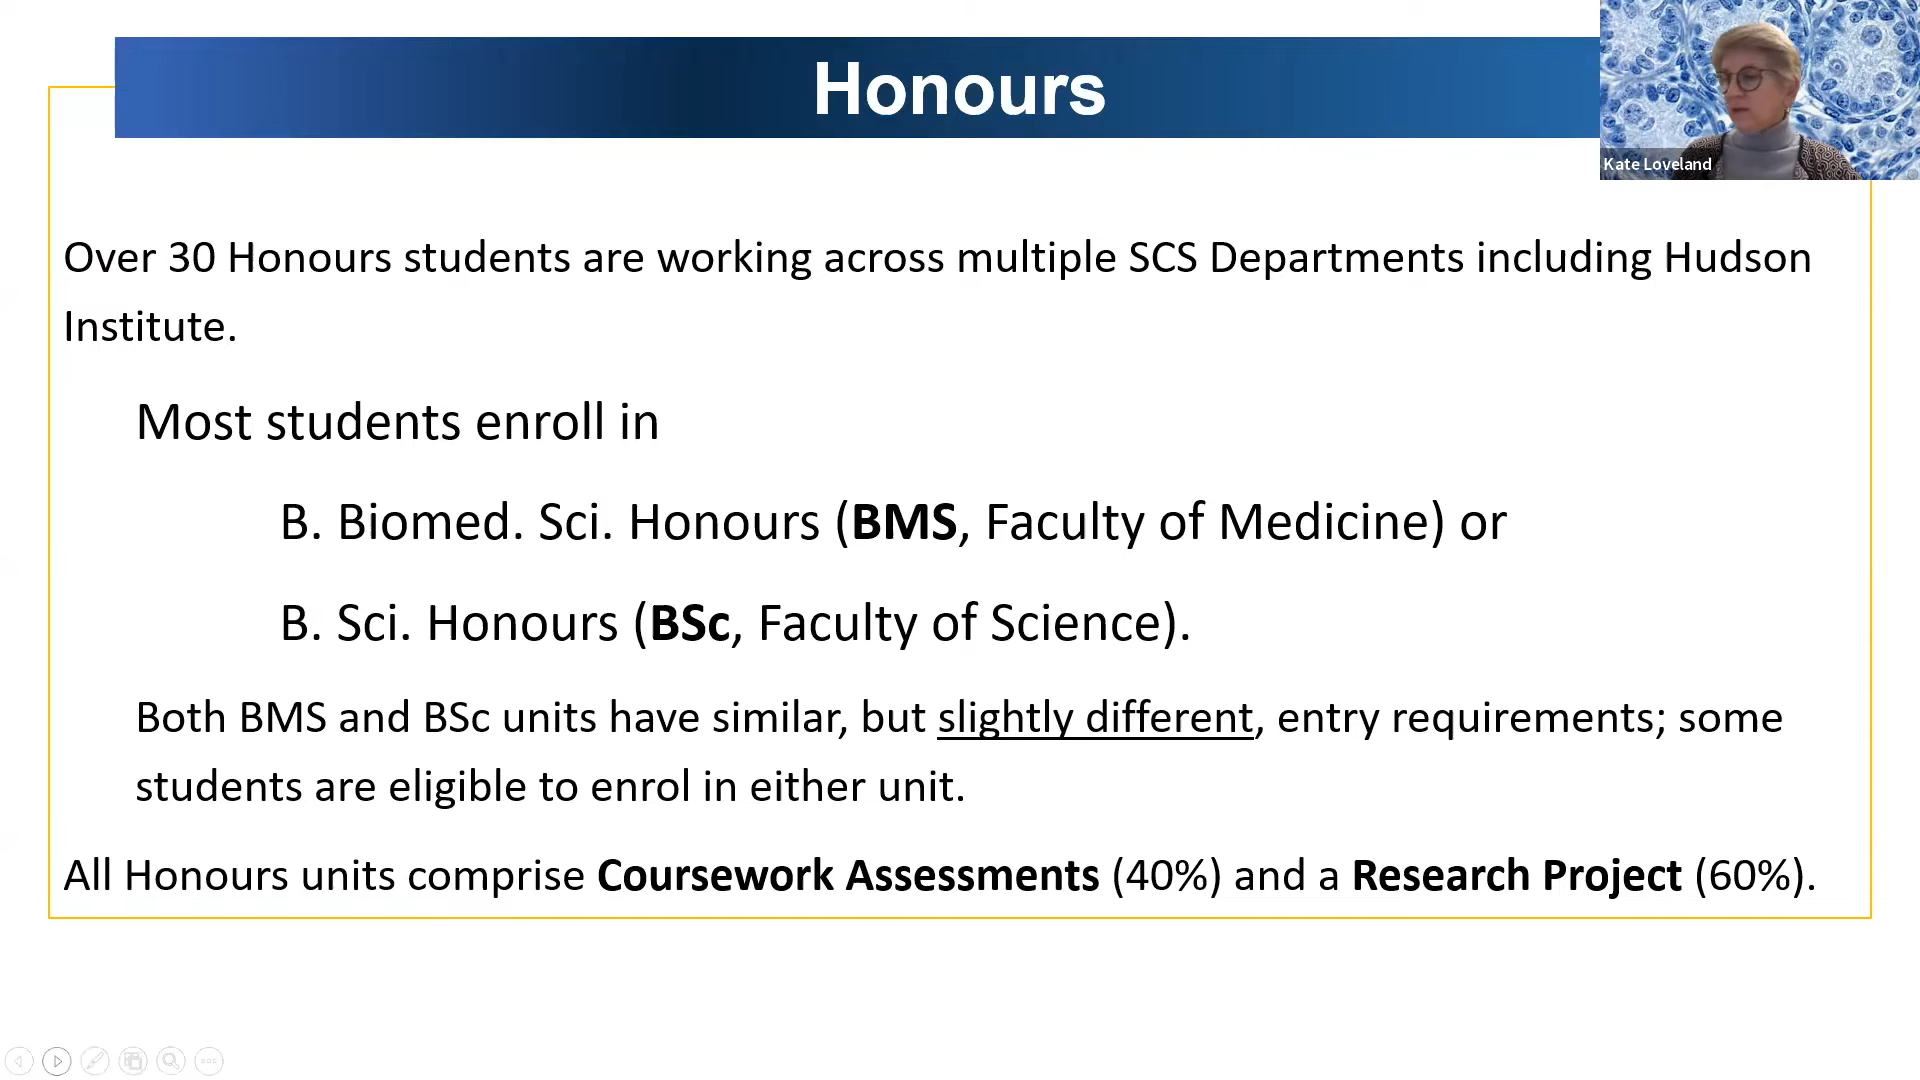 Honours
Kate Loveland
Over 30 Honours students are working across multiple SCS Departments including Hudson
Institute.
Most students enroll in
B. Biomed. Sci. Honours (BMS, Faculty of Medicine) or
B. Sci. Honours (BSc, Faculty of Science).
Both BMS and BSc units have similar, but slightly different, entry requirements; some
students are eligible to enrol in either unit.
All Honours units comprise Coursework Assessments (40%) and a Research Project (60%).